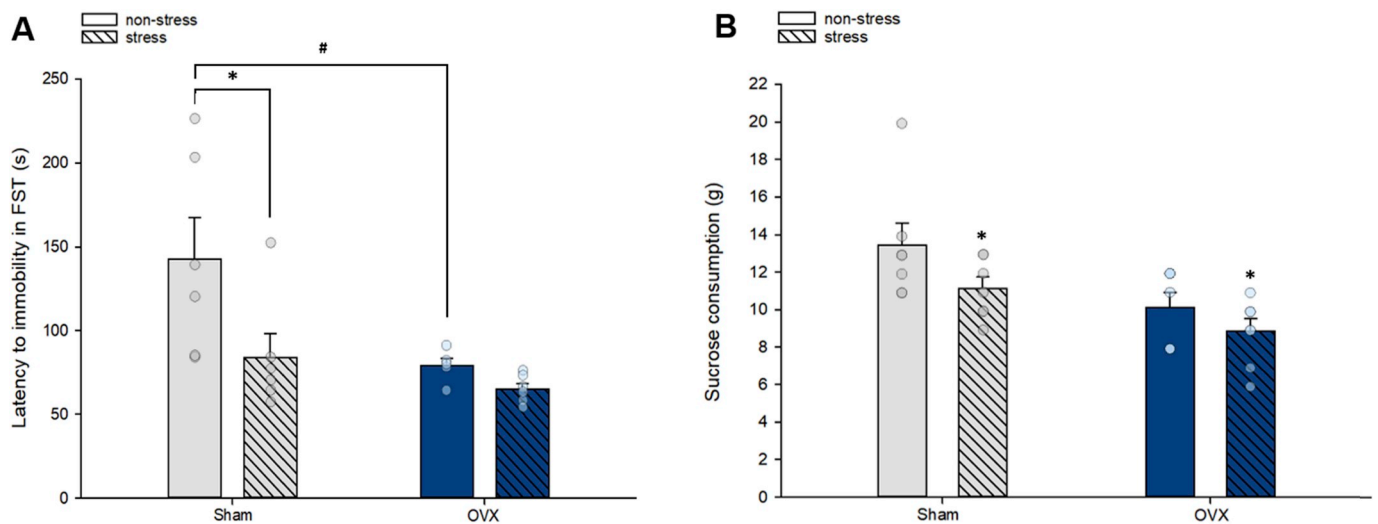 A
non-stress
stress
#
*
250
200
150
100
50
0
Latency to immobility in FST (s)
Sham
OVX
B
non-stress
stress
22
20
18
16
14
12
10
8
6
4
2
0
Sucrose consumption (g)
*
*
Sham
OVX